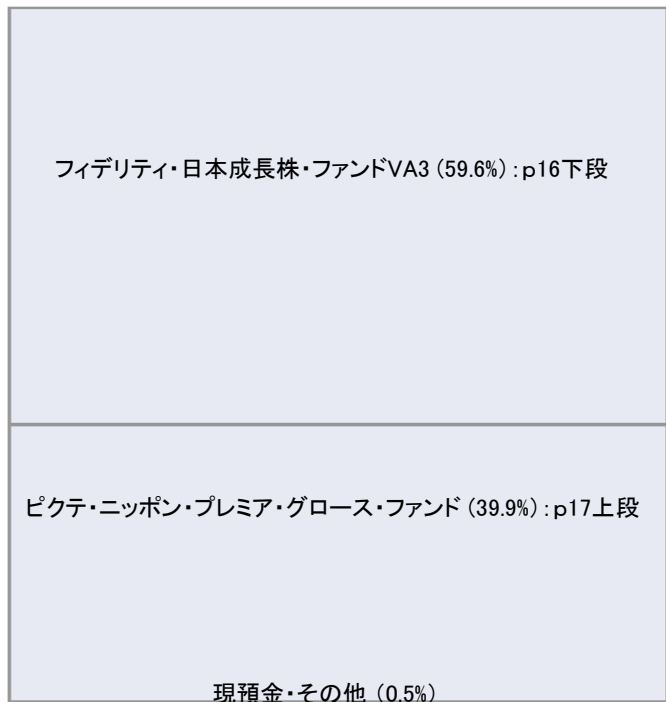 フィデリティ・日本成長株・ファンドVA3 (59.6%) : p16下段
ピクテ・ニッポン・プレミア・グロース・ファンド (39.9%) : p17上段
現預金・その他 (0.5%)